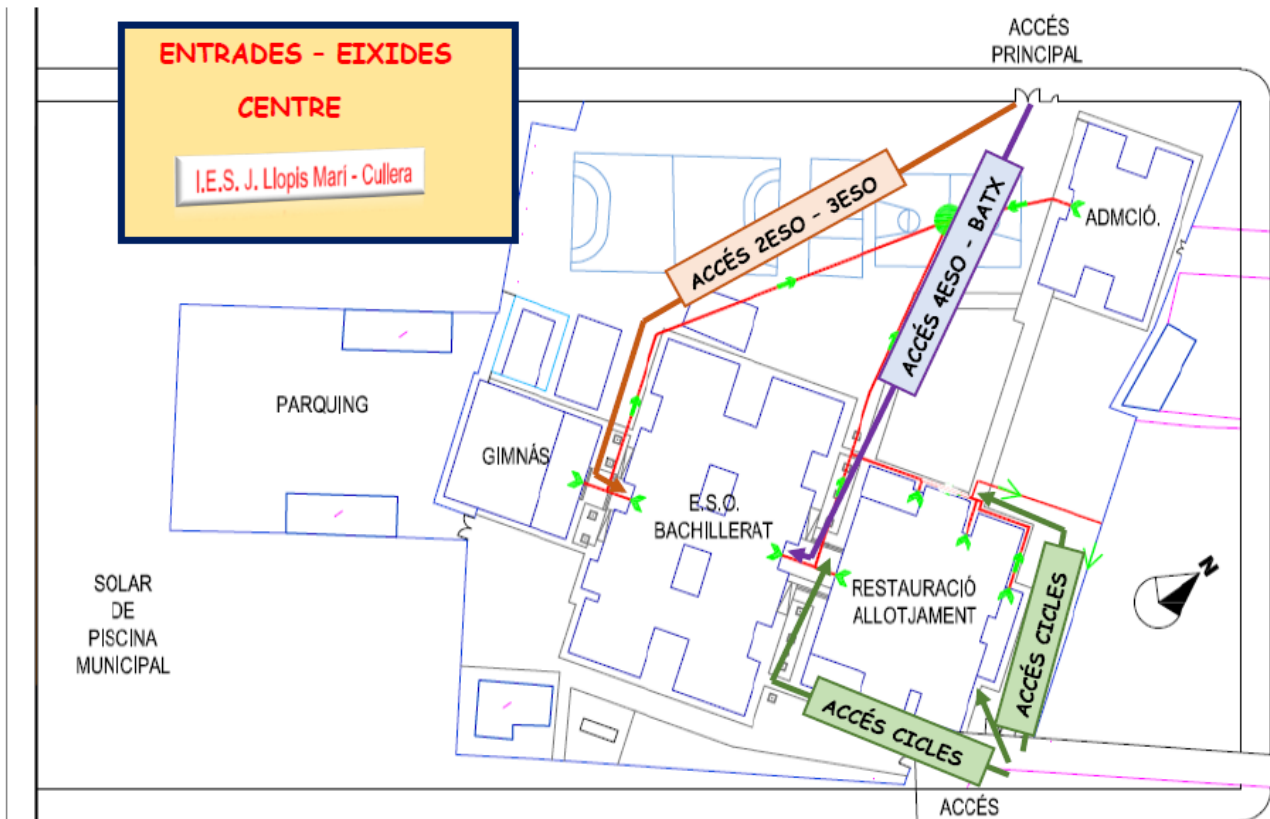 ENTRADES - EIXIDES
CENTRE
I.E.S. J. Llopis Marí - Cullera
ACCÉS
PRINCIPAL
ACCÉS 2ESO - 3ESO
ACCÉS 4ESO - BATX
ADMCIÓ.
PARQUING
GIMNÁS
E.S.O.
BACHILLERAT
RESTAURACIÓ
ALLOTJAMENT
SOLAR
DE
PISCINA
MUNICIPAL
N
ACCÉS CICLES
ACCÉS CICLES
ACCÉS